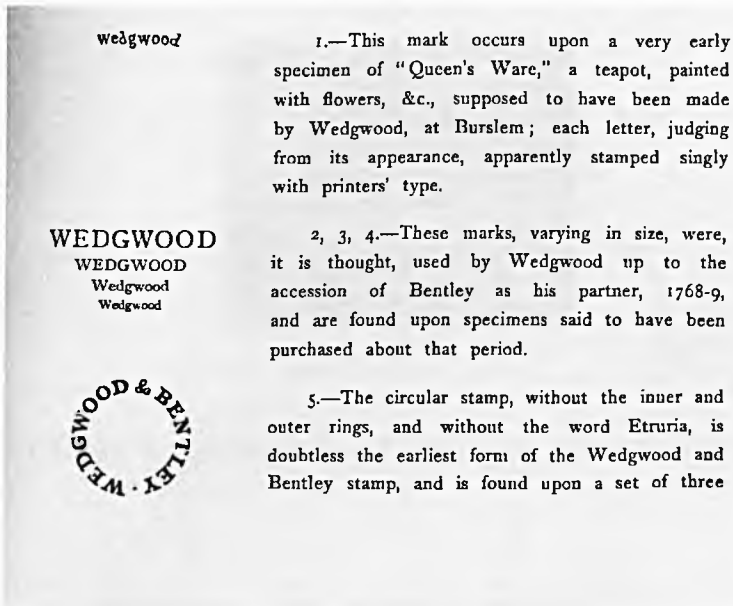 wedgwood
1.—This mark occurs upon a very early
specimen of "Queen's Ware," a teapot, painted
with flowers, &c., supposed to have been made
by Wedgwood, at Burslem; each letter, judging
from its appearance, apparently stamped singly
with printers' type.
WEDGWOOD
WEDGWOOD
Wedgwood
Wedgwood
2, 3, 4.—These marks, varying in size, were,
it is thought, used by Wedgwood up to the
accession of Bentley as his partner, 1768-9,
and are found upon specimens said to have been
purchased about that period.
WEDGWOOD & BENTLEY ·
5.—The circular stamp, without the inner and
outer rings, and without the word Etruria, is
doubtless the earliest form of the Wedgwood and
Bentley stamp, and is found upon a set of three